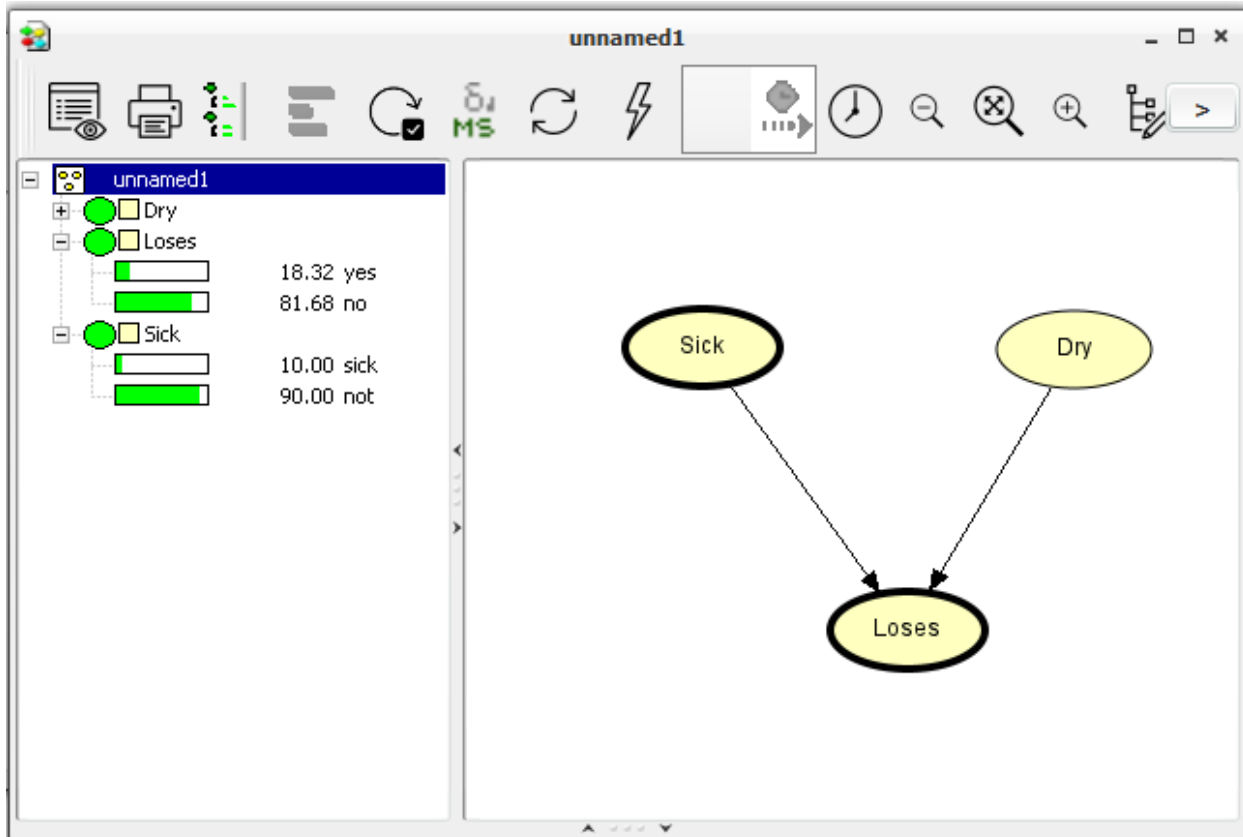 unnamed1
δ MS >
unnamed1
Dry
Loses
18.32 yes
81.68 no
Sick
10.00 sick
90.00 not
Sick
Dry
Loses